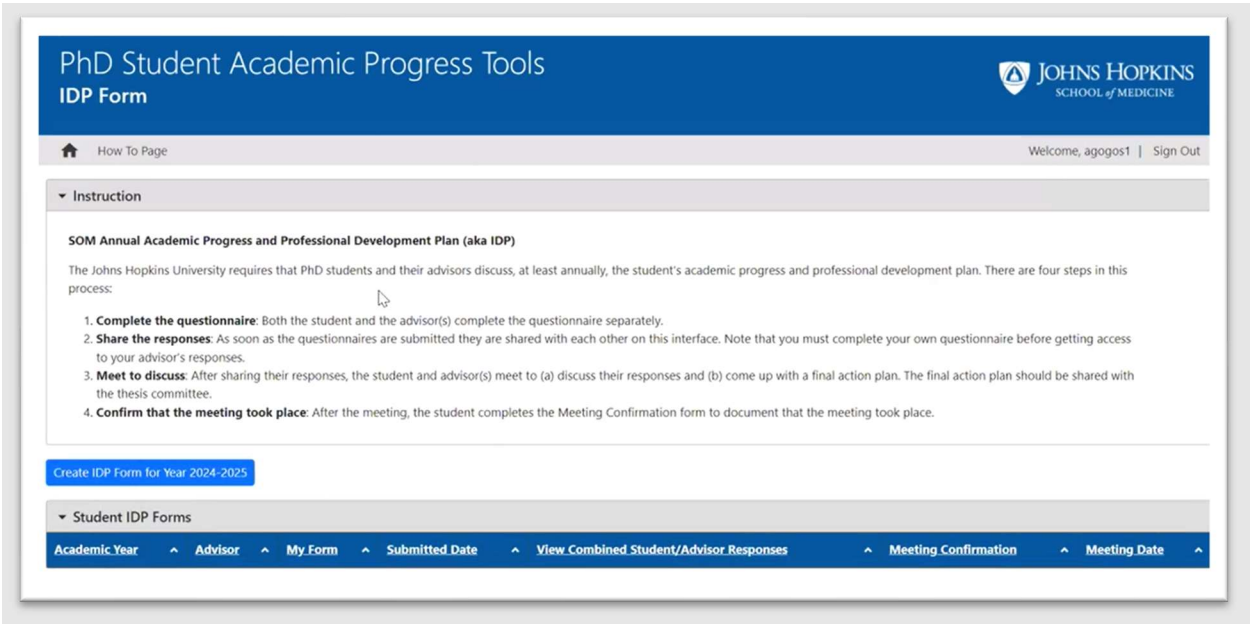 PhD Student Academic Progress Tools
IDP Form
JOHNS HOPKINS
SCHOOL of MEDICINE
How To Page
Welcome, agogos1 | Sign Out
Instruction
SOM Annual Academic Progress and Professional Development Plan (aka IDP)
The Johns Hopkins University requires that PhD students and their advisors discuss, at least annually, the student's academic progress and professional development plan. There are four steps in this
process:
1. Complete the questionnaire: Both the student and the advisor(s) complete the questionnaire separately.
2. Share the responses: As soon as the questionnaires are submitted they are shared with each other on this interface. Note that you must complete your own questionnaire before getting access
to your advisor's responses.
3. Meet to discuss: After sharing their responses, the student and advisor(s) meet to (a) discuss their responses and (b) come up with a final action plan. The final action plan should be shared with
the thesis committee.
4. Confirm that the meeting took place: After the meeting, the student completes the Meeting Confirmation form to document that the meeting took place.
Create IDP Form for Year 2024-2025
Student IDP Forms
Academic Year Advisor My Form Submitted Date View Combined Student/Advisor Responses Meeting Confirmation Meeting Date